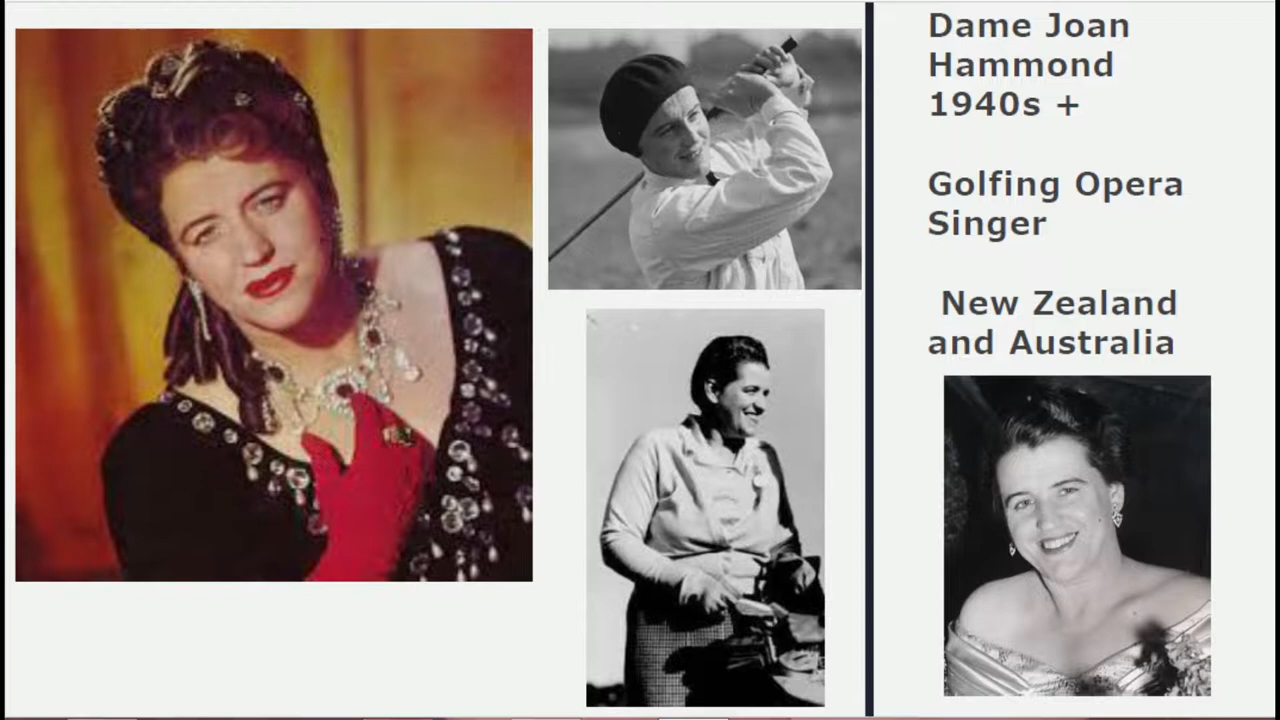 Dame Joan
Hammond
1940s +
Golfing Opera
Singer
New Zealand
and Australia